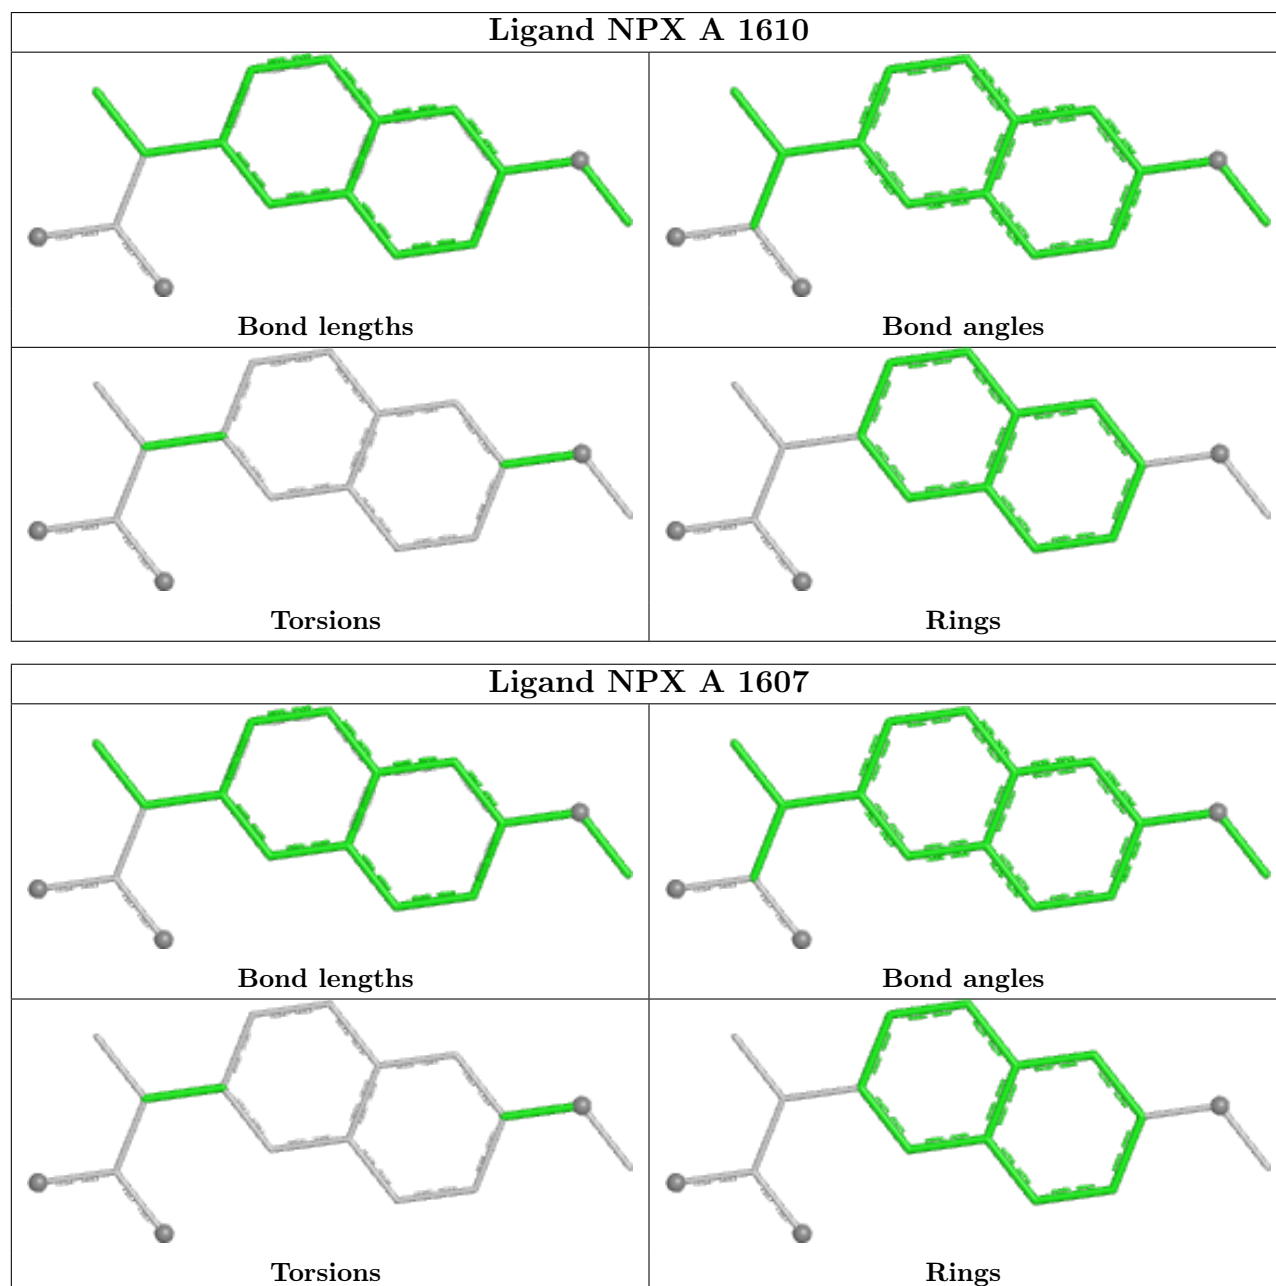 Ligand NPX A 1610
Bond lengths
Bond angles
Torsions
Rings
Ligand NPX A 1607
Bond lengths
Bond angles
Torsions
Rings